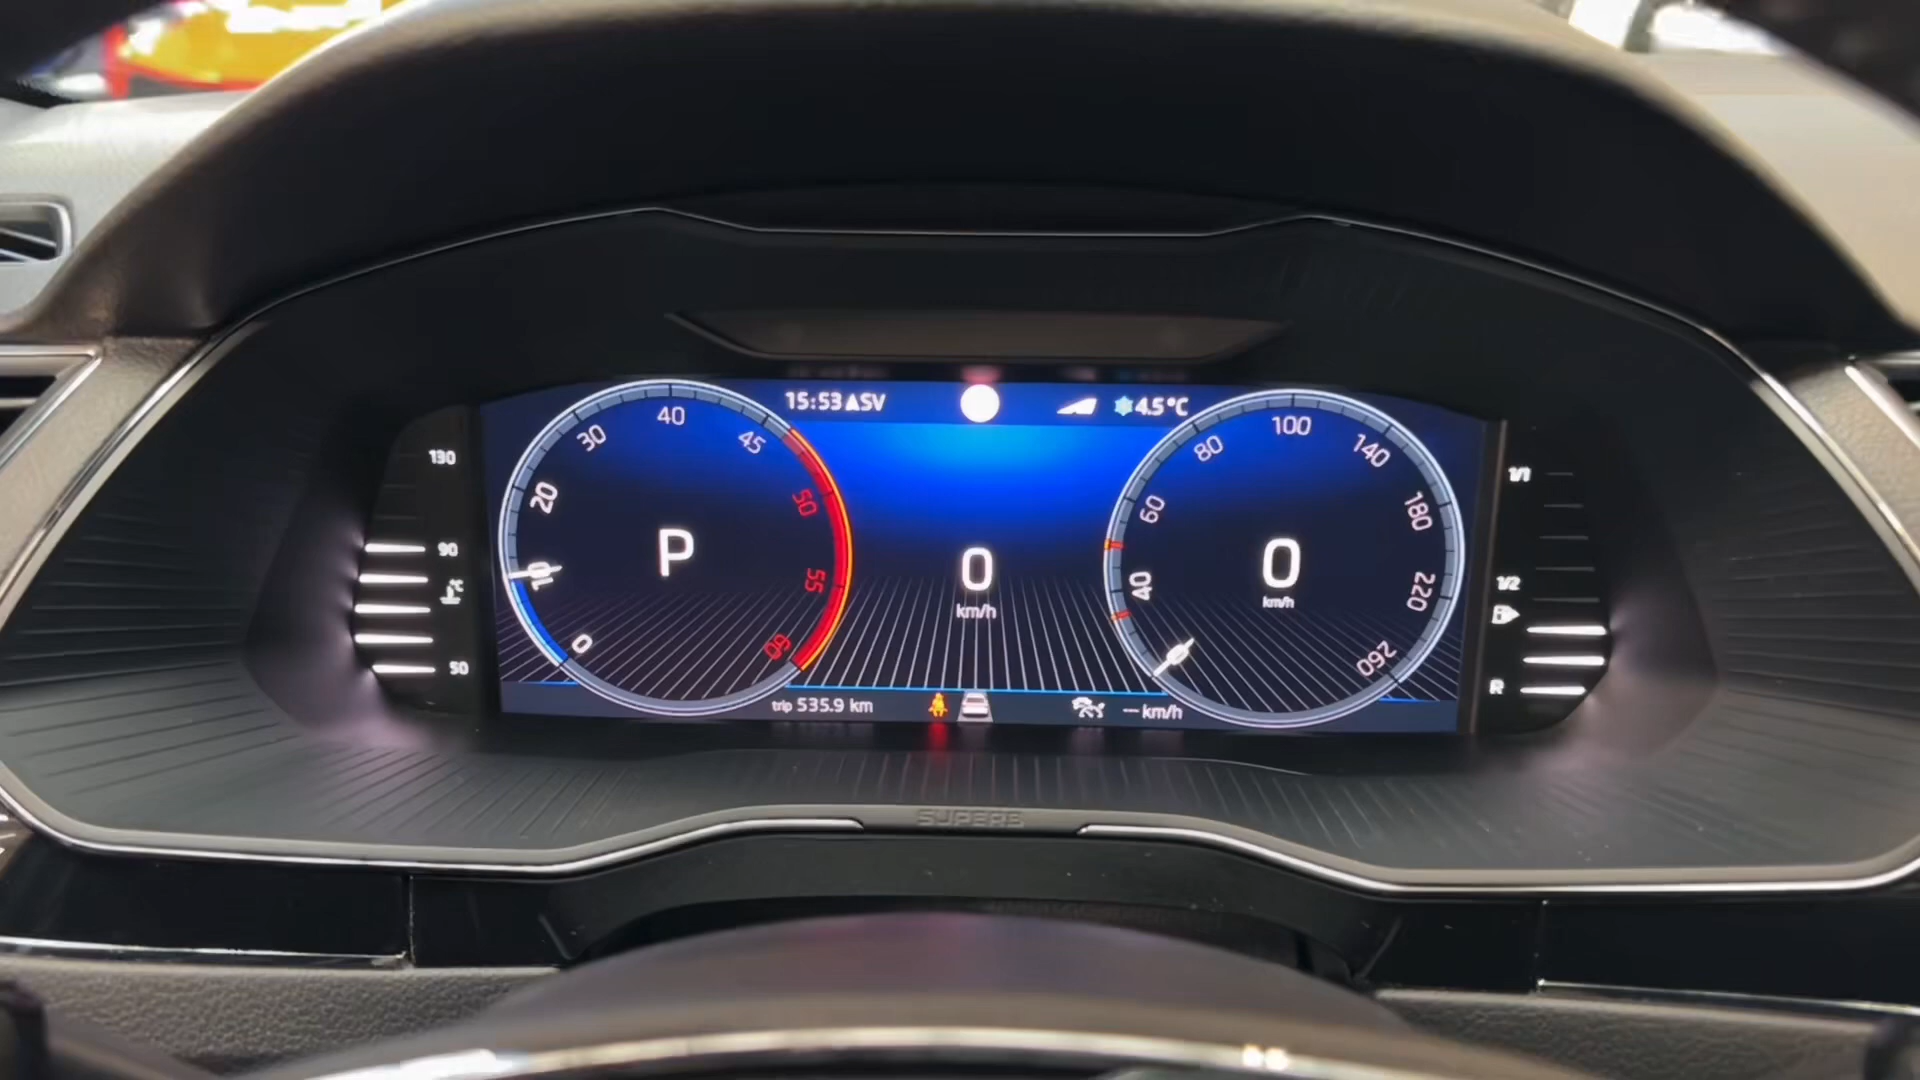 15:53 ASV
4.5°C
130
90
°C
50
0
10
20
30
40
45
50
55
60
P
0
km/h
40
60
80
100
140
180
220
260
0
km/h
1/1
1/2
R
trip 535.9 km
-- km/h
SUPERB